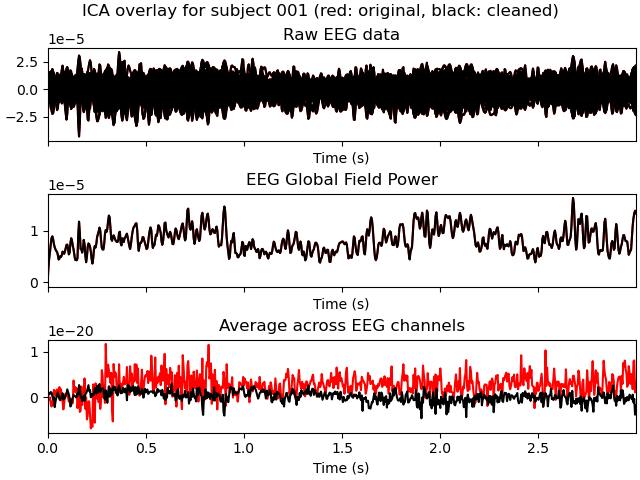 ICA overlay for subject 001 (red: original, black: cleaned)
Raw EEG data
1e−5
2.5
0.0
−2.5
Time (s)
EEG Global Field Power
1e−5
1
0
Time (s)
Average across EEG channels
1e−20
1
0
0.0 0.5 1.0 1.5 2.0 2.5
Time (s)